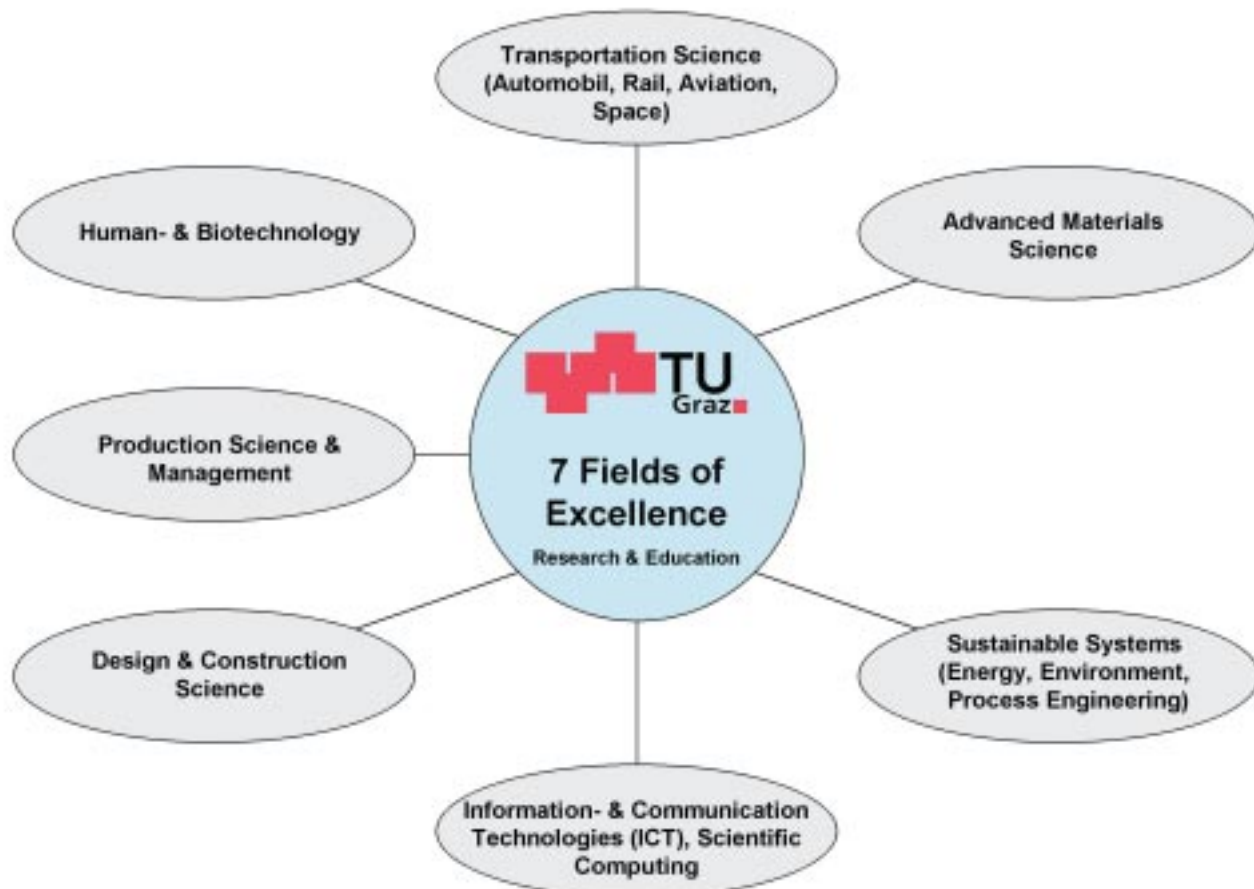 Transportation Science
(Automobil, Rail, Aviation,
Space)
Human- & Biotechnology
Advanced Materials
Science
TU
Graz
Production Science &
Management
7 Fields of
Excellence
Research & Education
Design & Construction
Science
Sustainable Systems
(Energy, Environment,
Process Engineering)
Information- & Communication
Technologies (ICT), Scientific
Computing